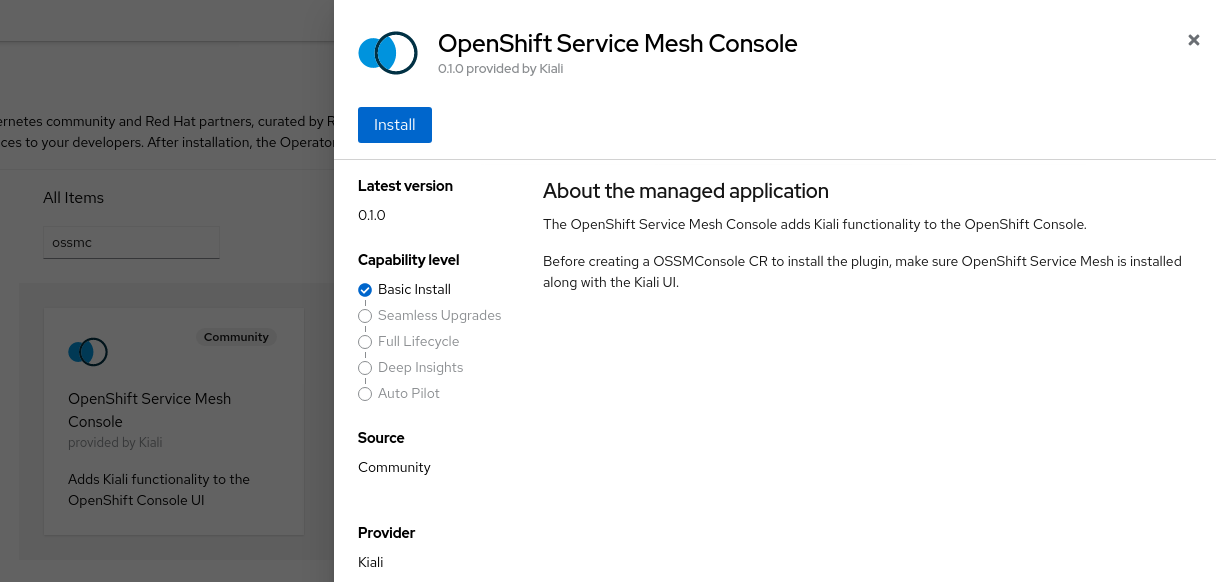 OpenShift Service Mesh Console
0.1.0 provided by Kiali
Install
ernetes community and Red Hat partners, curated by R
ces to your developers. After installation, the Operator
All Items
ossmc
Community
OpenShift Service Mesh
Console
provided by Kiali
Adds Kiali functionality to the
OpenShift Console UI
Latest version
0.1.0
Capability level
Basic Install
Seamless Upgrades
Full Lifecycle
Deep Insights
Auto Pilot
Source
Community
Provider
Kiali
About the managed application
The OpenShift Service Mesh Console adds Kiali functionality to the OpenShift Console.
Before creating a OSSMConsole CR to install the plugin, make sure OpenShift Service Mesh is installed
along with the Kiali UI.